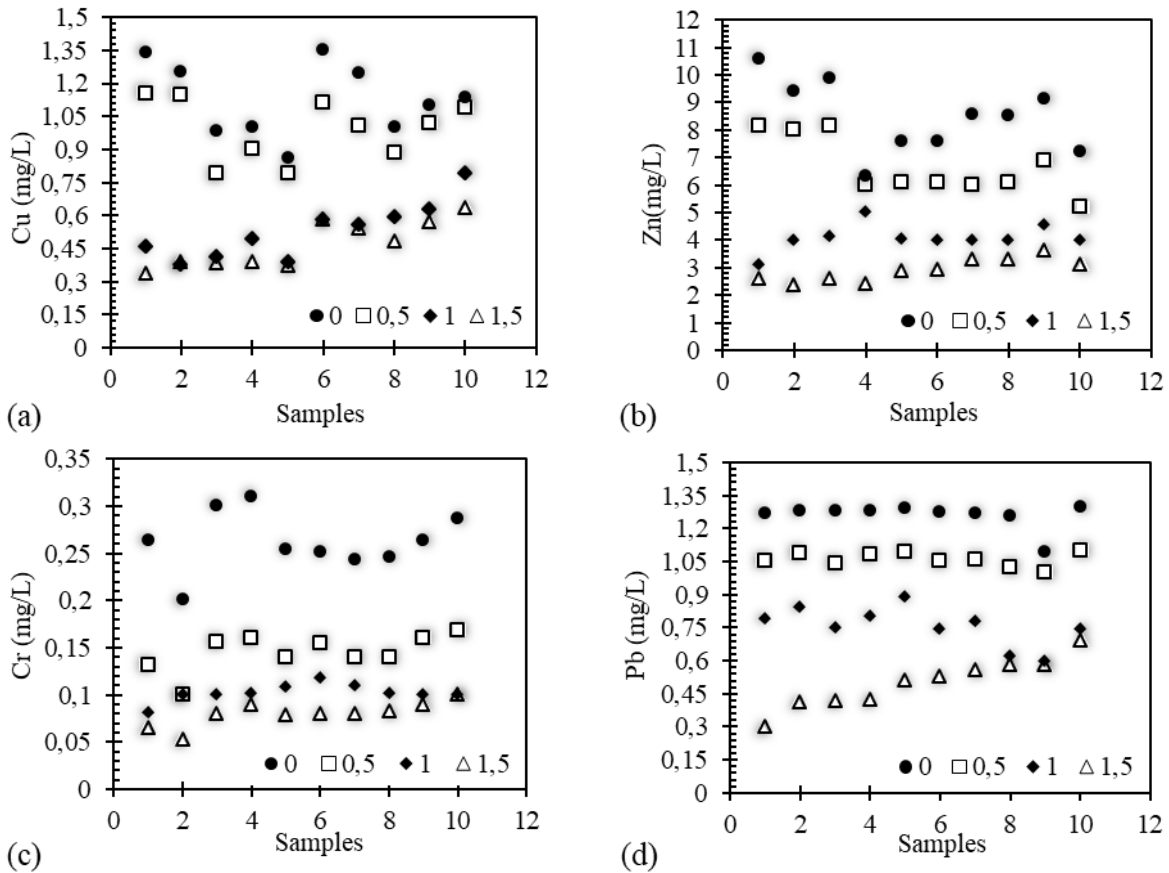 Cu (mg/L)
1,5
1,35
1,2
1,05
0,9
0,75
0,6
0,45
0,3
0,15
0
0 0,5 1 1,5
0 2 4 6 8 10 12
Samples
(a)
Zn(mg/L)
12
11
10
9
8
7
6
5
4
3
2
1
0
0 0,5 1 1,5
0 2 4 6 8 10 12
Samples
(b)
Cr (mg/L)
0,35
0,3
0,25
0,2
0,15
0,1
0,05
0
0 0,5 1 1,5
0 2 4 6 8 10 12
Samples
(c)
Pb (mg/L)
1,5
1,35
1,2
1,05
0,9
0,75
0,6
0,45
0,3
0,15
0
0 0,5 1 1,5
0 2 4 6 8 10 12
Samples
(d)